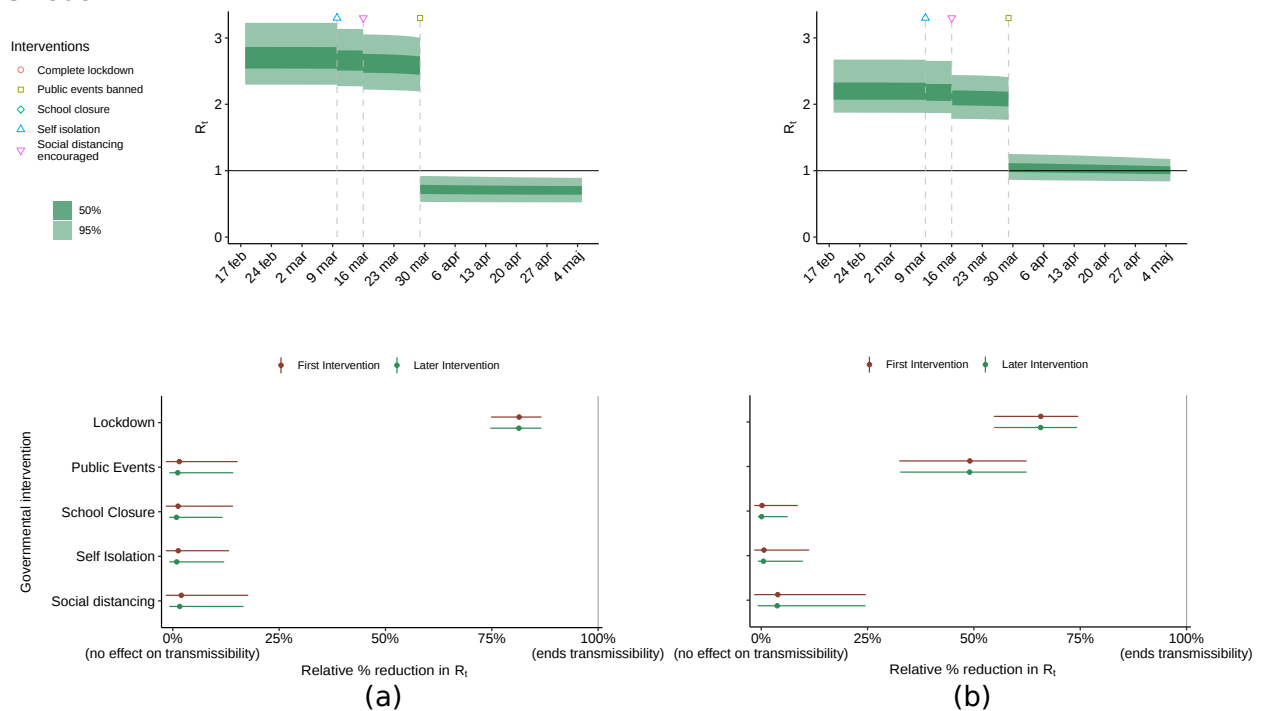 Interventions
Complete lockdown
Public events banned
School closure
Self isolation
Social distancing
encouraged
50%
95%
Rt
3
2
1
0
17 feb
24 feb
2 mar
9 mar
16 mar
23 mar
30 mar
6 apr
13 apr
20 apr
27 apr
4 maj
Rt
3
2
1
0
17 feb
24 feb
2 mar
9 mar
16 mar
23 mar
30 mar
6 apr
13 apr
20 apr
27 apr
4 maj
First Intervention Later Intervention
Governmental intervention
Lockdown
Public Events
School Closure
Self Isolation
Social distancing
0% 25% 50% 75% 100%
(no effect on transmissibility) (ends transmissibility)
Relative % reduction in Rt
(a)
First Intervention Later Intervention
0% 25% 50% 75% 100%
(no effect on transmissibility) (ends transmissibility)
Relative % reduction in Rt
(b)